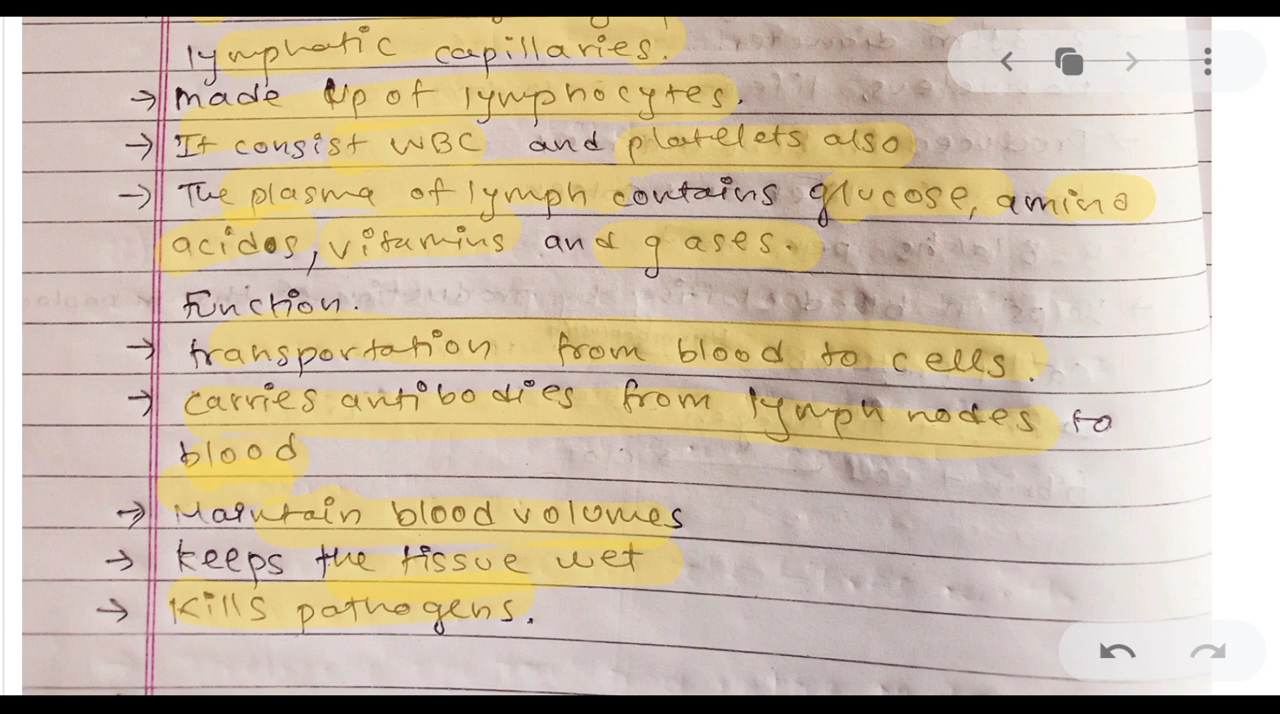 lymphatic capillaries.
→ Made up of lymphocytes.
→ It consist WBC and platelets also
→ The plasma of lymph contains glucose, amino
acidos, vitamins and gases.
Function.
→ transportation from blood to cells.
→ carries antibodies from lymph nodes to
blood
→ Maintain blood volumes
→ keeps the tissue wet
→ Kills pathogens.